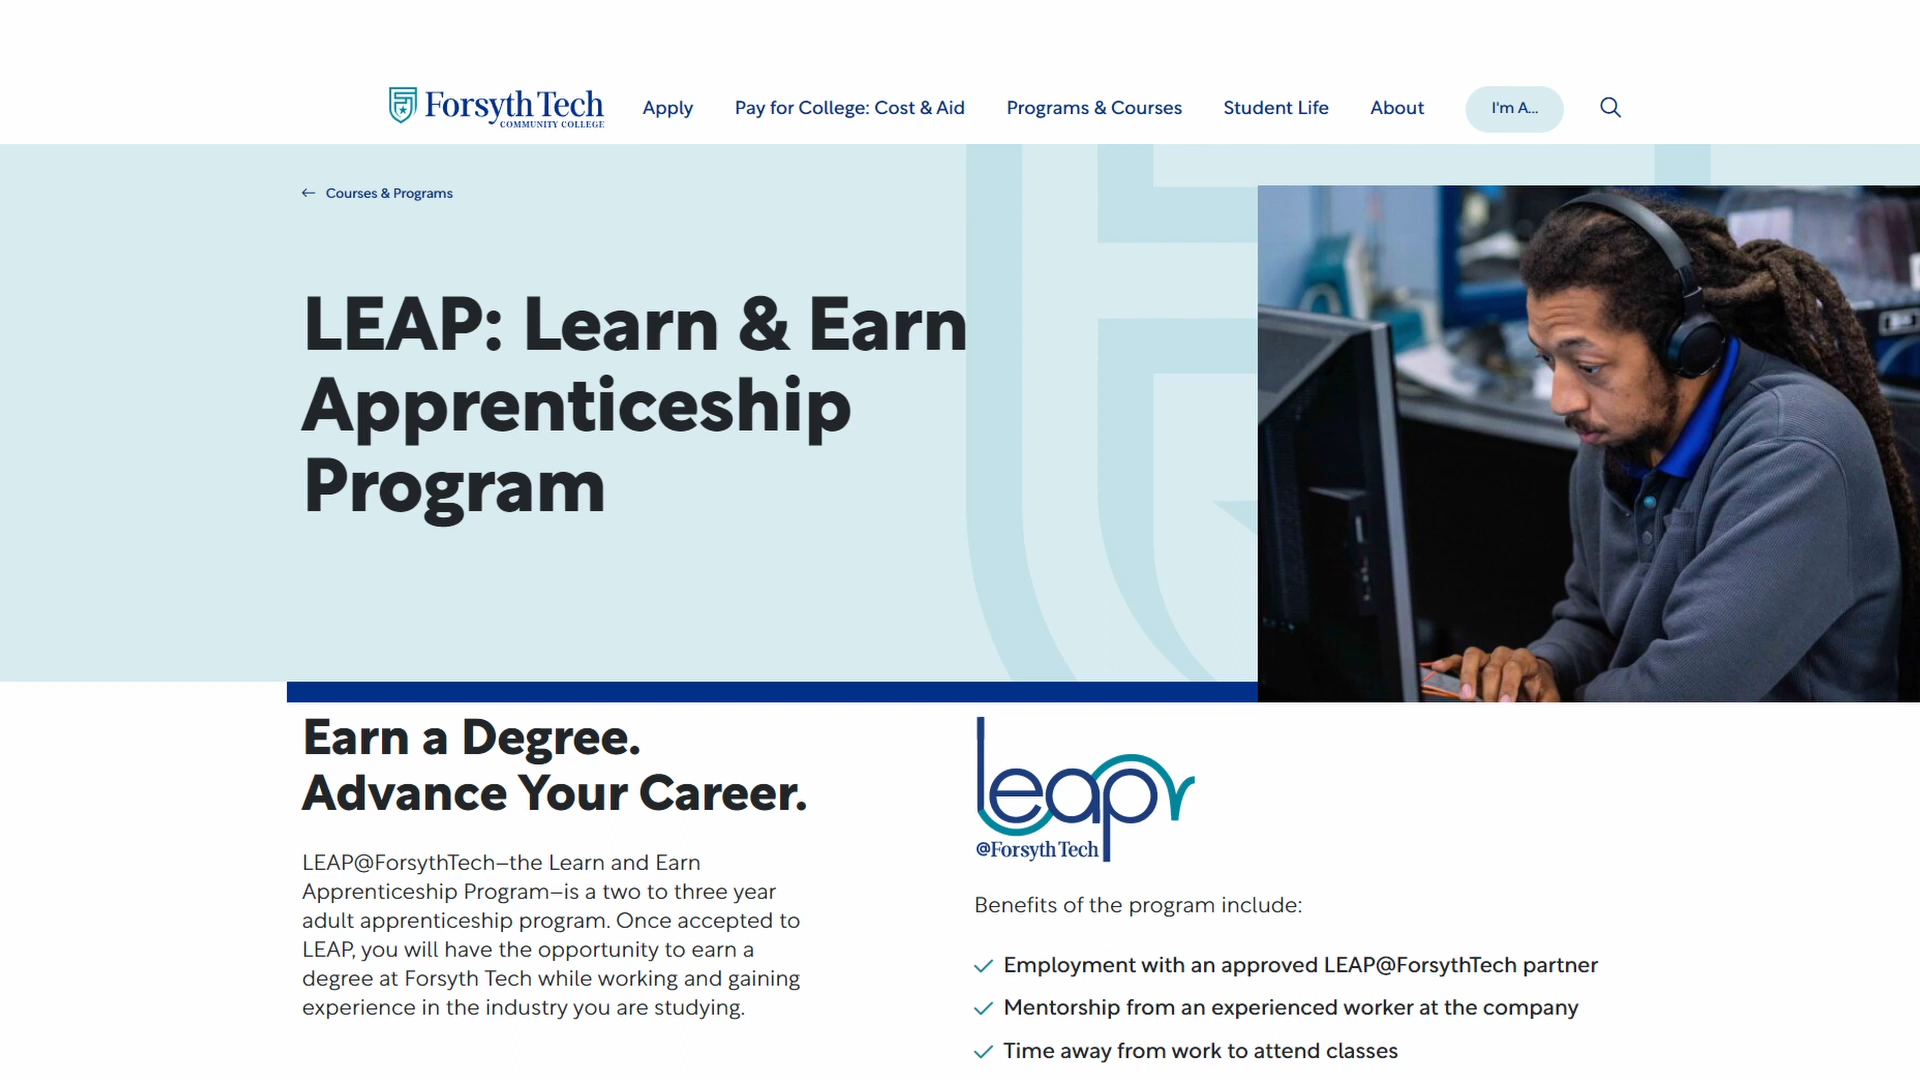 Forsyth Tech
COMMUNITY COLLEGE
Apply
Pay for College: Cost & Aid
Programs & Courses
Student Life
About
I'm A...
← Courses & Programs
LEAP: Learn & Earn
Apprenticeship
Program
Earn a Degree.
Advance Your Career.
LEAP@ForsythTech–the Learn and Earn
Apprenticeship Program–is a two to three year
adult apprenticeship program. Once accepted to
LEAP, you will have the opportunity to earn a
degree at Forsyth Tech while working and gaining
experience in the industry you are studying.
leap
@Forsyth Tech
Benefits of the program include:
✓ Employment with an approved LEAP@ForsythTech partner
✓ Mentorship from an experienced worker at the company
✓ Time away from work to attend classes